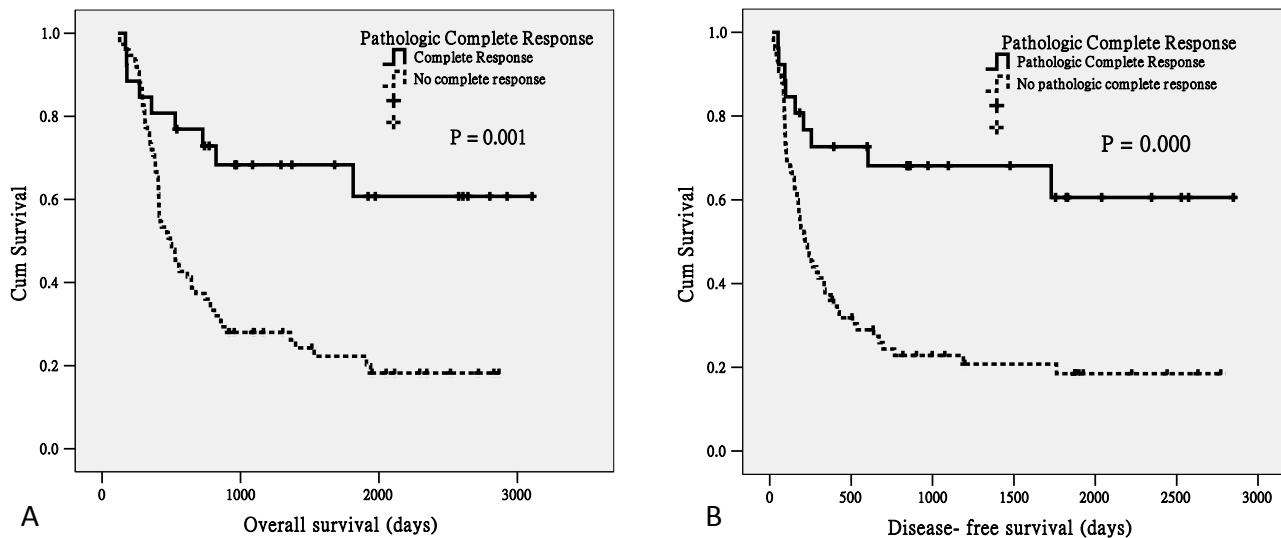 Pathologic Complete Response
Complete Response
No complete response
P = 0.001
1.0
0.8
0.6
0.4
0.2
0.0
Cum Survival
0
1000
2000
3000
Overall survival (days)
A
Pathologic Complete Response
Pathologic Complete Response
No pathologic complete response
P = 0.000
1.0
0.8
0.6
0.4
0.2
0.0
Cum Survival
0
500
1000
1500
2000
2500
3000
Disease- free survival (days)
B